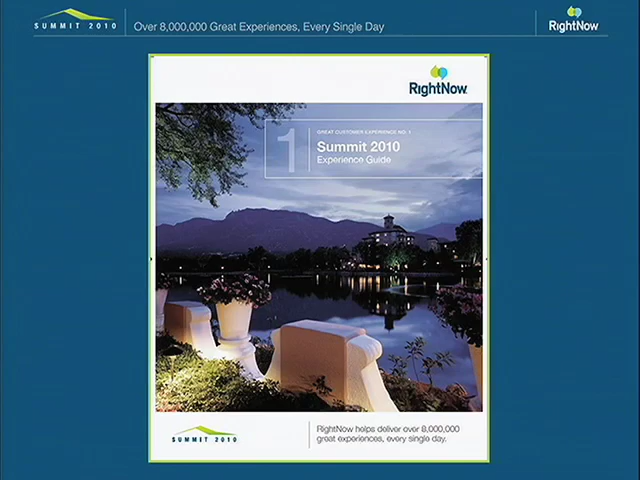 SUMMIT 2010
Over 8,000,000 Great Experiences, Every Single Day
RightNow
RightNow
1
GREAT CUSTOMER EXPERIENCE NO. 1
Summit 2010
Experience Guide
SUMMIT 2010
RightNow helps deliver over 8,000,000
great experiences, every single day.